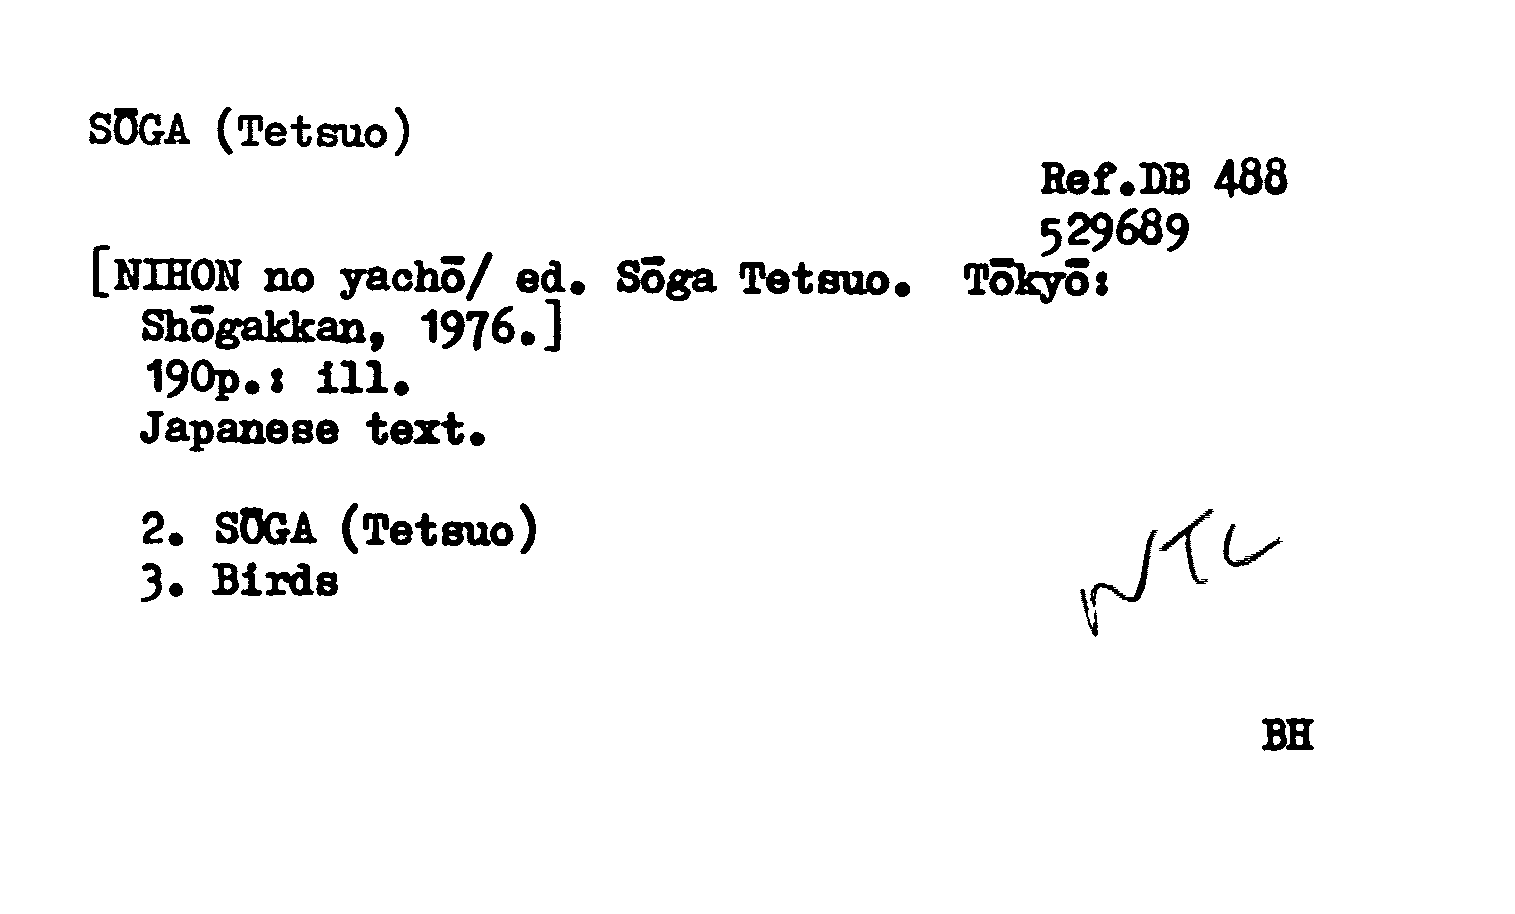 SŌGA (Tetsuo)
Ref.DB 488
529689
[NIHON no yachō/ ed. Sōga Tetsuo. Tōkyō:
Shōgakkan, 1976.]
190p.: ill.
Japanese text.
2. SŌGA (Tetsuo)
3. Birds
NTC
BH